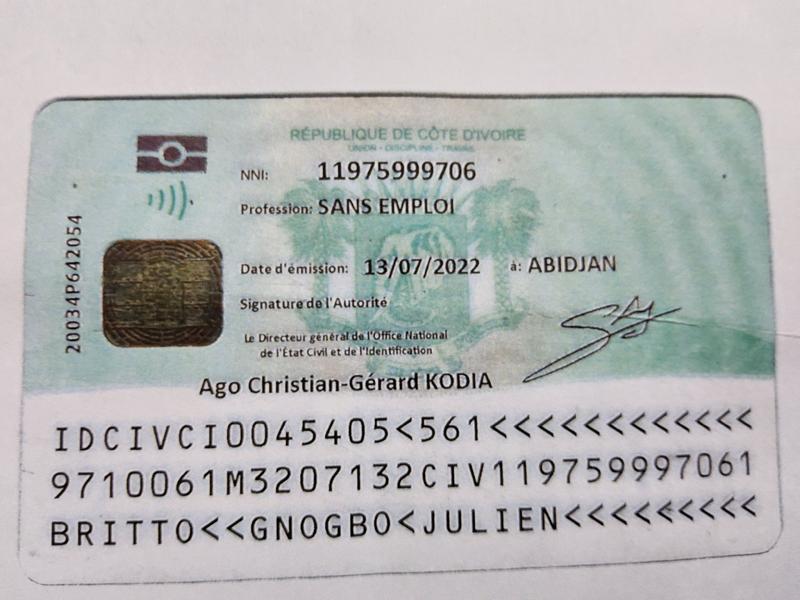 RÉPUBLIQUE DE CÔTE D'IVOIRE
UNION - DISCIPLINE - TRAVAIL
NNI: 11975999706
Profession: SANS EMPLOI
20034P642054
Date d'émission: 13/07/2022 à: ABIDJAN
Signature de l'Autorité
Le Directeur général de l'Office National
de l'État Civil et de l'Identification
Ago Christian-Gérard KODIA
IDCIVCI0045405<561<<<<<<<<<<<<
9710061M3207132CIV119759997061
BRITTO<<GNOGBO<JULIEN<<<<<<<<<